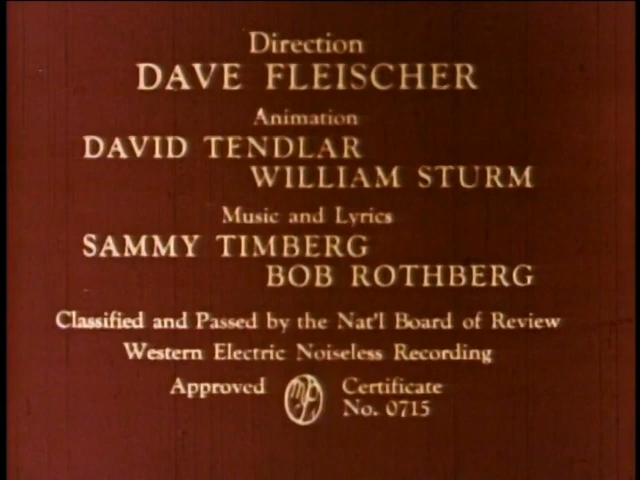 Direction
DAVE FLEISCHER
Animation
DAVID TENDLAR
WILLIAM STURM
Music and Lyrics
SAMMY TIMBERG
BOB ROTHBERG
Classified and Passed by the Nat'l Board of Review
Western Electric Noiseless Recording
Approved
Certificate
No. 0715